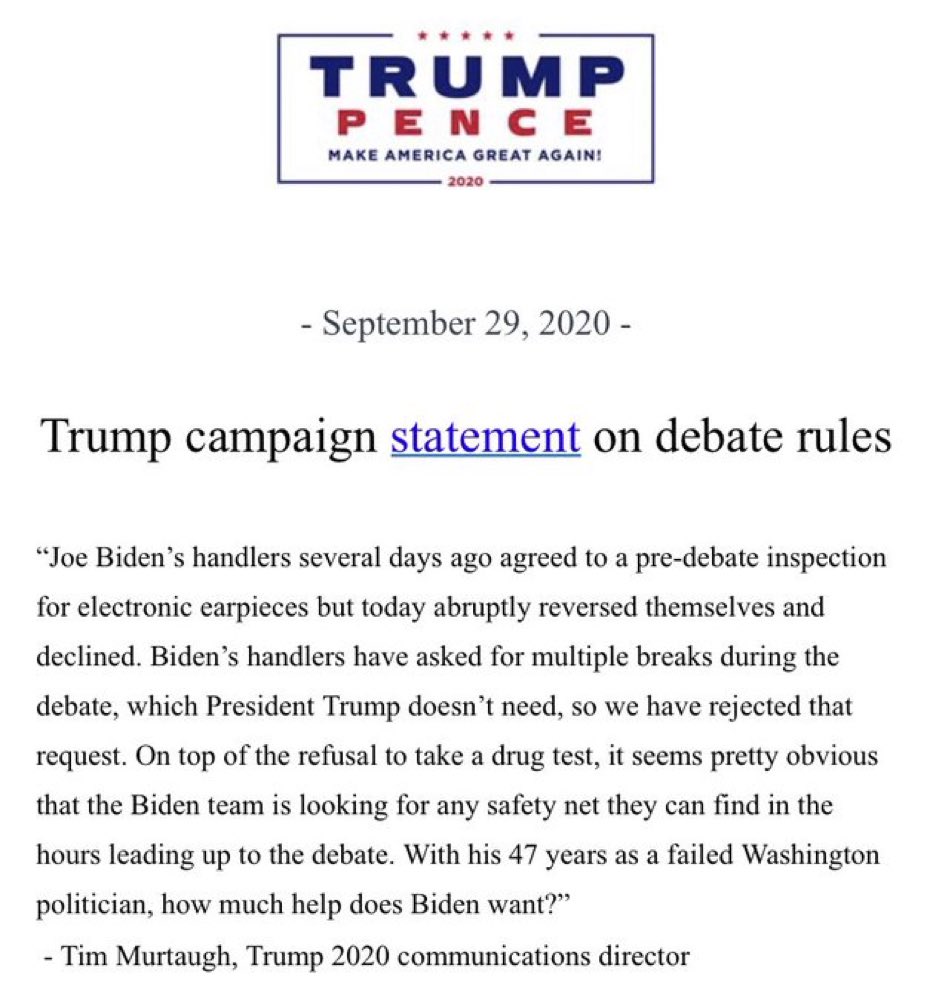 ★ ★ ★ ★ ★
TRUMP
PENCE
MAKE AMERICA GREAT AGAIN!
2020
- September 29, 2020 -
Trump campaign statement on debate rules
“Joe Biden’s handlers several days ago agreed to a pre-debate inspection
for electronic earpieces but today abruptly reversed themselves and
declined. Biden’s handlers have asked for multiple breaks during the
debate, which President Trump doesn’t need, so we have rejected that
request. On top of the refusal to take a drug test, it seems pretty obvious
that the Biden team is looking for any safety net they can find in the
hours leading up to the debate. With his 47 years as a failed Washington
politician, how much help does Biden want?”
- Tim Murtaugh, Trump 2020 communications director